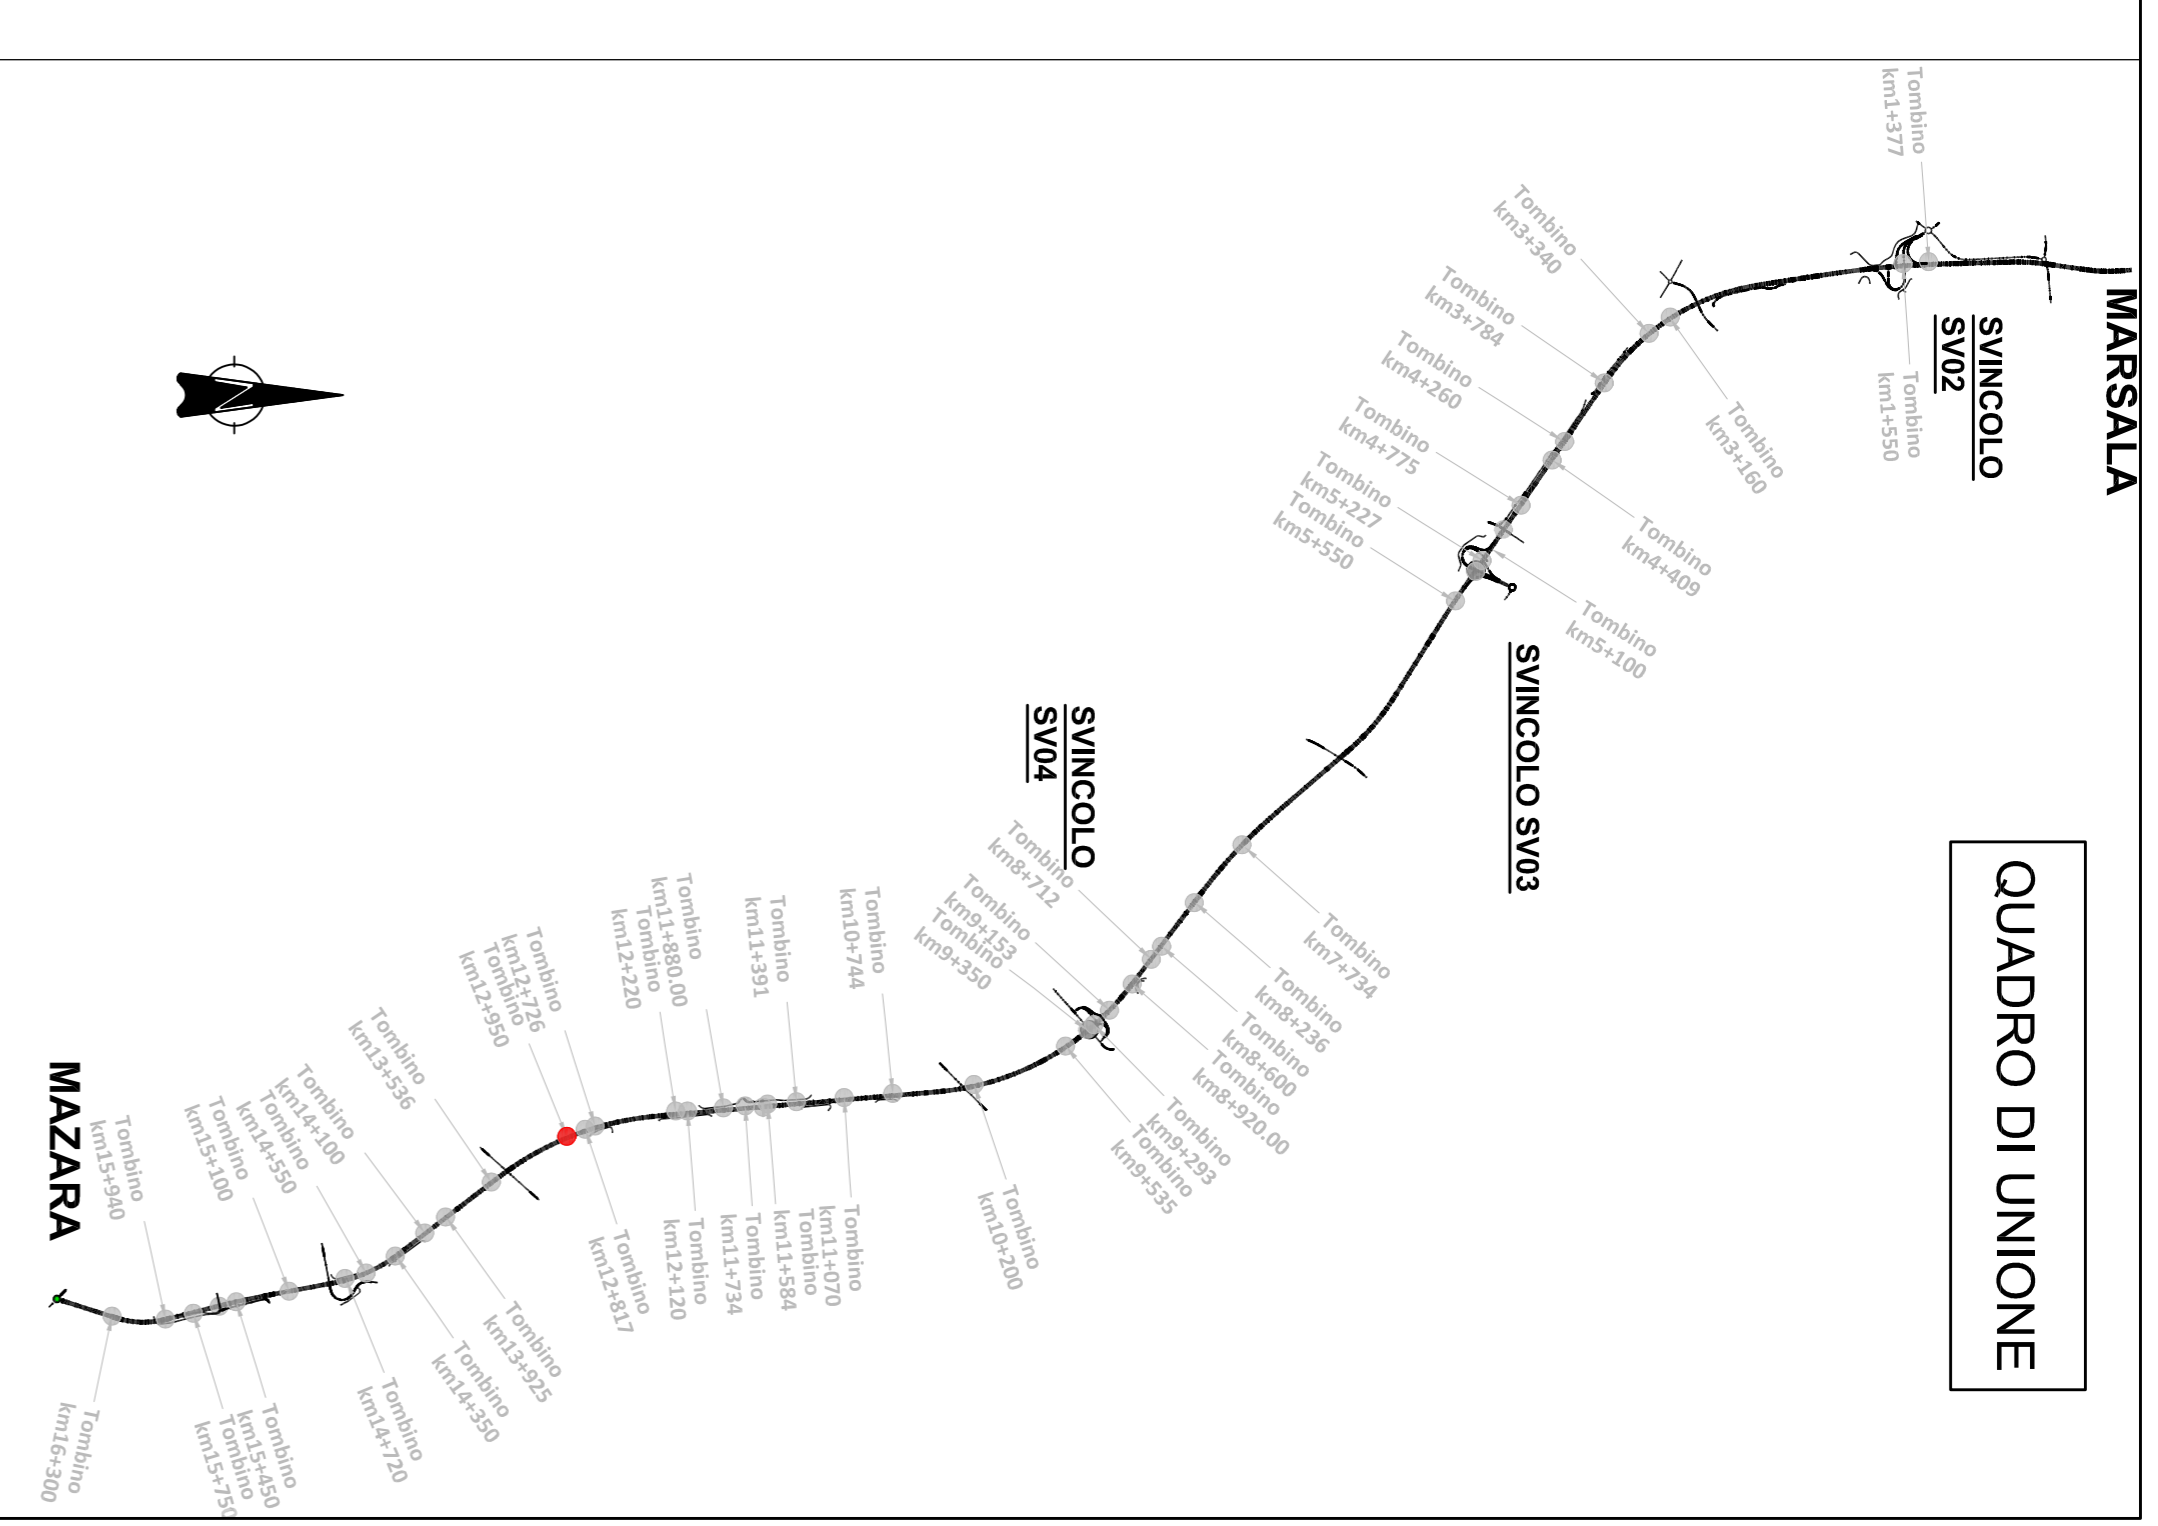 MARSALA
SVINCOLO
SV02
QUADRO DI UNIONE
Tombino
km1+377
Tombino
km1+550
Tombino
km3+160
Tombino
km3+340
Tombino
km3+784
Tombino
km4+260
Tombino
km4+409
Tombino
km4+775
Tombino
km5+100
Tombino
km5+227
Tombino
km5+550
SVINCOLO SV03
Tombino
km7+734
Tombino
km8+236
Tombino
km8+600
Tombino
km8+712
Tombino
km8+920.00
SVINCOLO
SV04
Tombino
km9+153
Tombino
km9+293
Tombino
km9+350
Tombino
km9+535
Tombino
km10+200
Tombino
km10+744
Tombino
km11+070
Tombino
km11+391
Tombino
km11+584
Tombino
km11+734
Tombino
km11+880.00
Tombino
km12+120
Tombino
km12+220
Tombino
km12+726
Tombino
km12+817
Tombino
km12+950
Tombino
km13+536
Tombino
km13+925
Tombino
km14+100
Tombino
km14+350
Tombino
km14+550
Tombino
km14+720
Tombino
km15+100
Tombino
km15+450
Tombino
km15+750
Tombino
km15+940
Tombino
km16+300
MAZARA
N